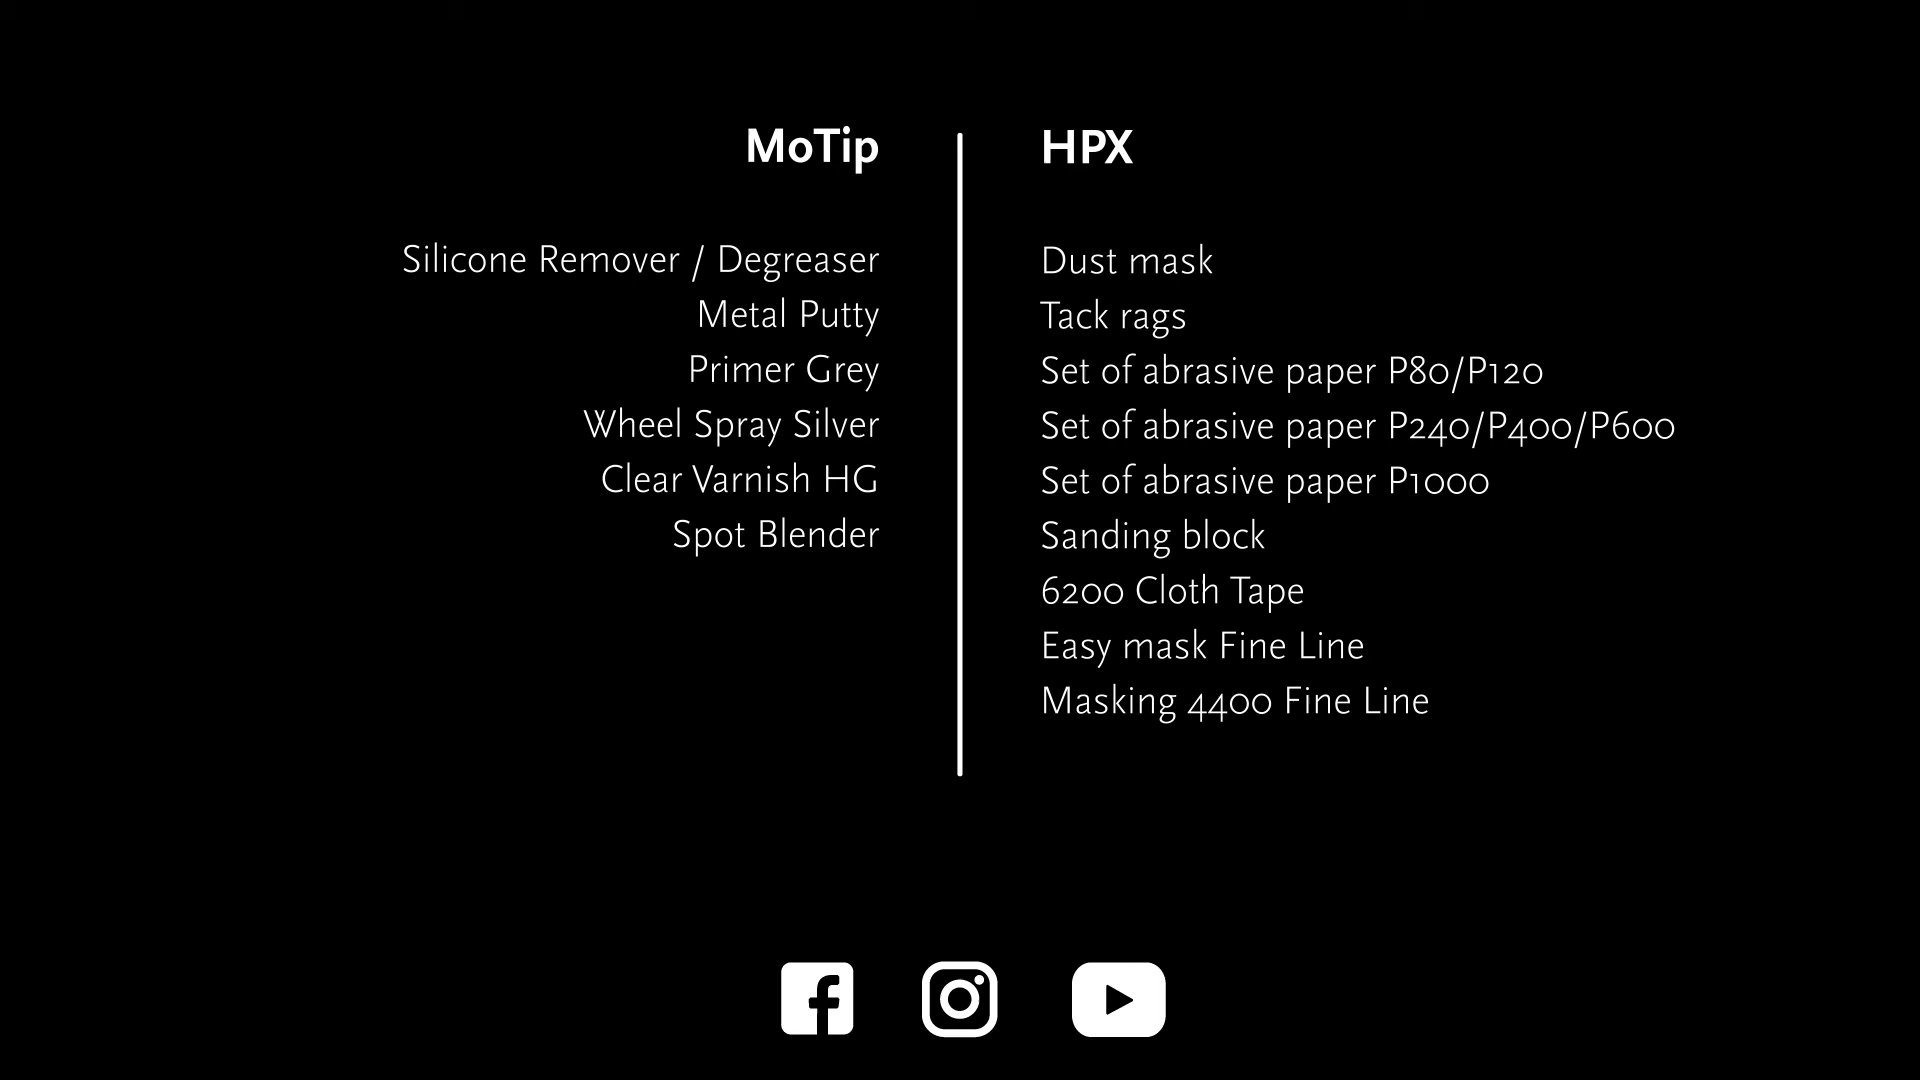 MoTip
Silicone Remover / Degreaser
Metal Putty
Primer Grey
Wheel Spray Silver
Clear Varnish HG
Spot Blender
HPX
Dust mask
Tack rags
Set of abrasive paper P80/P120
Set of abrasive paper P240/P400/P600
Set of abrasive paper P1000
Sanding block
6200 Cloth Tape
Easy mask Fine Line
Masking 4400 Fine Line